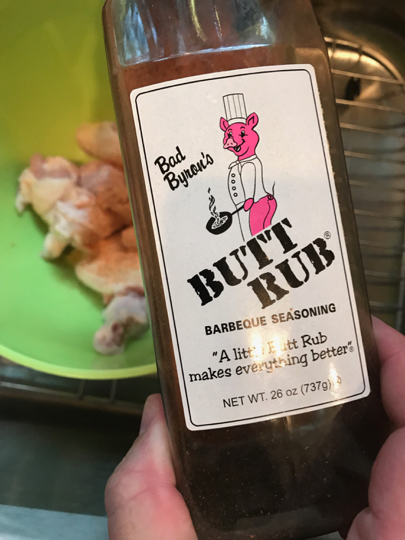 Bad
Byron's
BUTT
RUB®
BARBEQUE SEASONING
"A little Butt Rub
makes everything better"®
NET WT. 26 oz (737g)